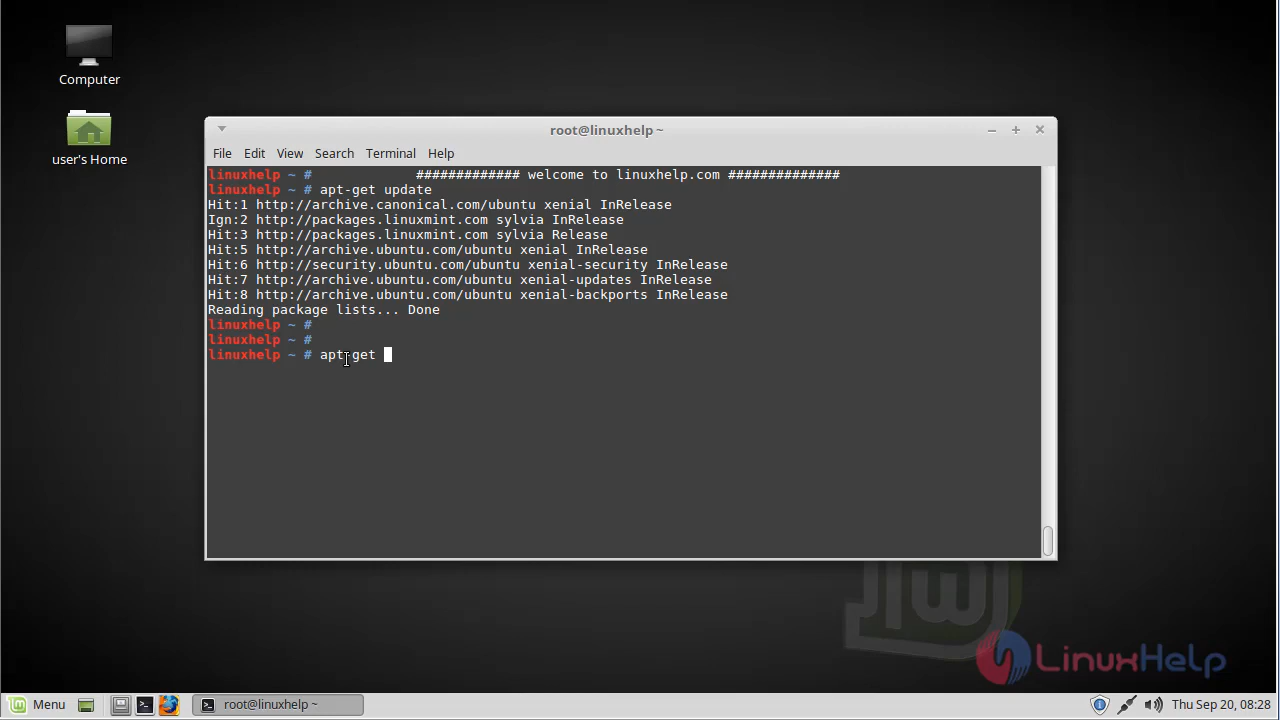 Computer
user's Home
root@linuxhelp ~
File Edit View Search Terminal Help
linuxhelp ~ # ############# welcome to linuxhelp.com ##############
linuxhelp ~ # apt-get update
Hit:1 http://archive.canonical.com/ubuntu xenial InRelease
Ign:2 http://packages.linuxmint.com sylvia InRelease
Hit:3 http://packages.linuxmint.com sylvia Release
Hit:5 http://archive.ubuntu.com/ubuntu xenial InRelease
Hit:6 http://security.ubuntu.com/ubuntu xenial-security InRelease
Hit:7 http://archive.ubuntu.com/ubuntu xenial-updates InRelease
Hit:8 http://archive.ubuntu.com/ubuntu xenial-backports InRelease
Reading package lists... Done
linuxhelp ~ #
linuxhelp ~ #
linuxhelp ~ # apt-get
LinuxHelp
Menu root@linuxhelp ~ Thu Sep 20, 08:28